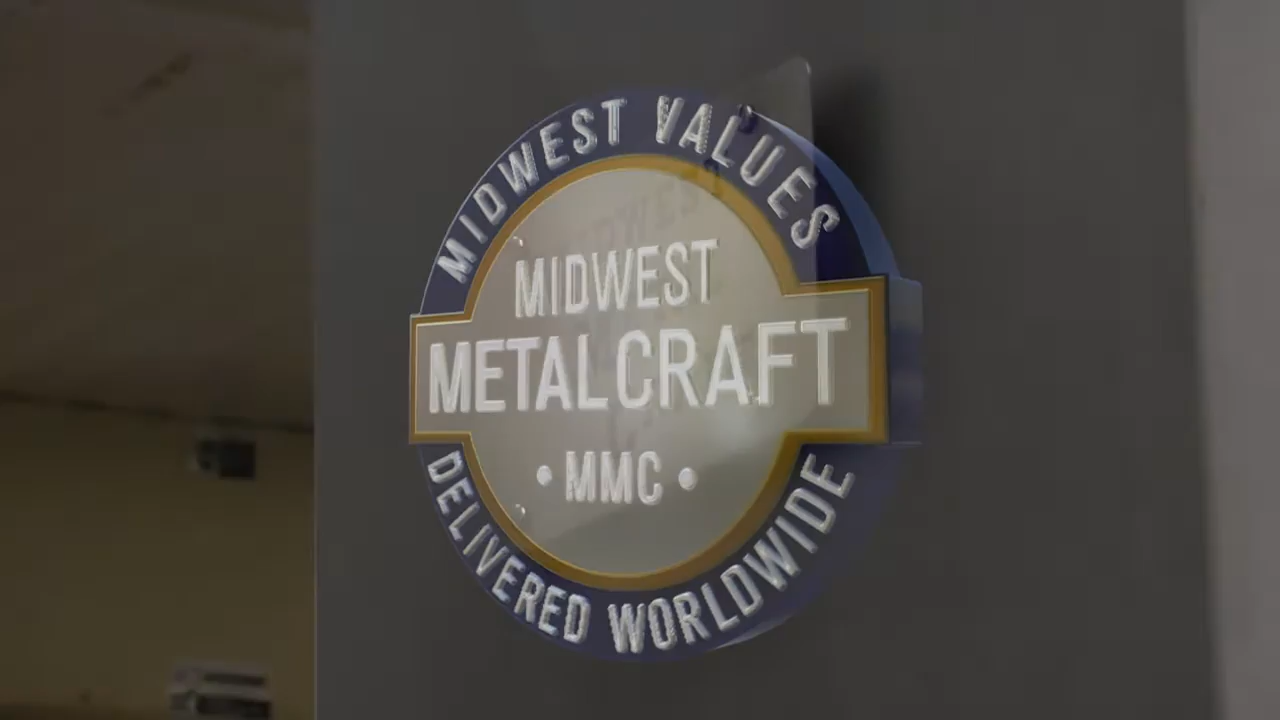 MIDWEST VALUES
MIDWEST
METALCRAFT
• MMC •
DELIVERED WORLDWIDE